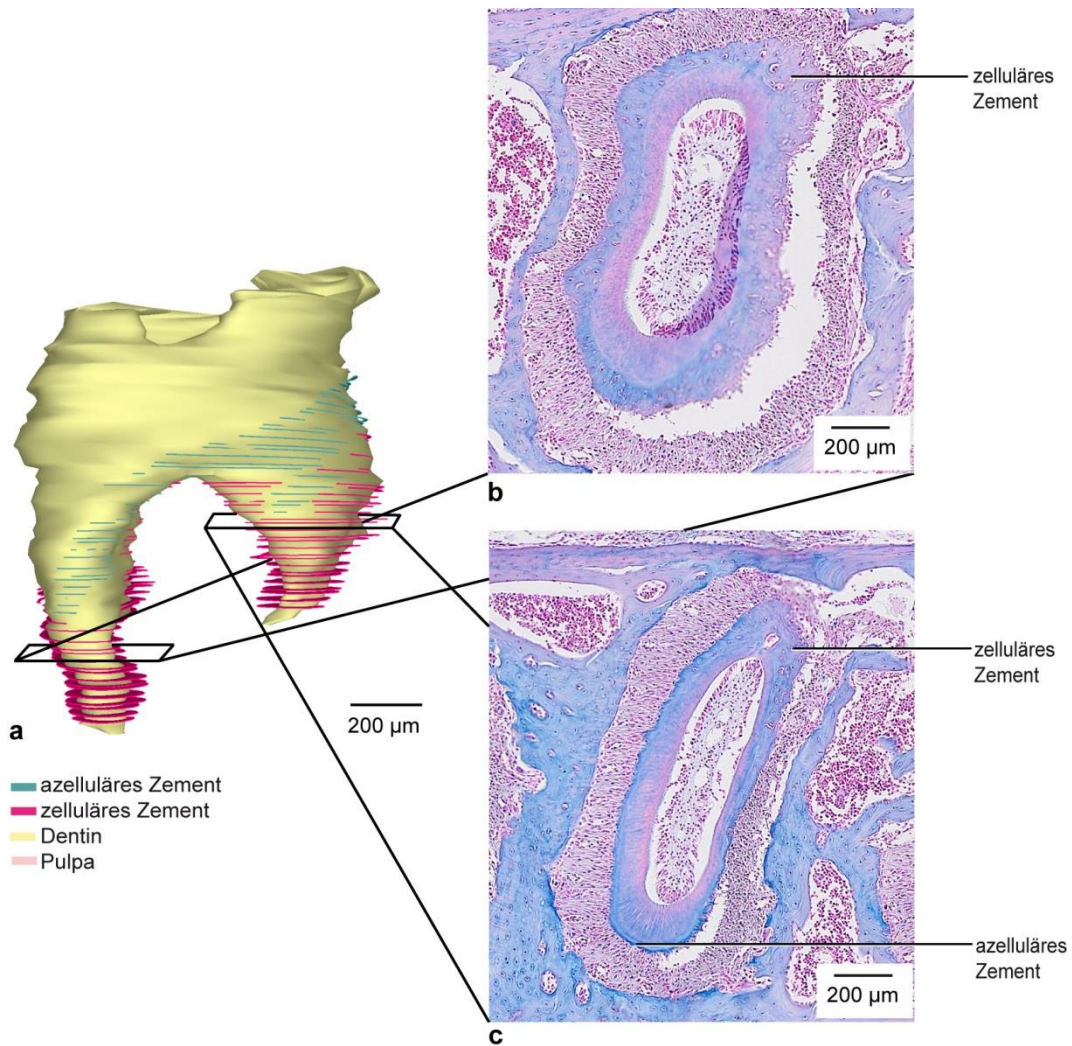 zelluläres
Zement
200 µm
b
a
200 µm
azelluläres Zement
zelluläres Zement
Dentin
Pulpa
zelluläres
Zement
azelluläres
Zement
200 µm
c